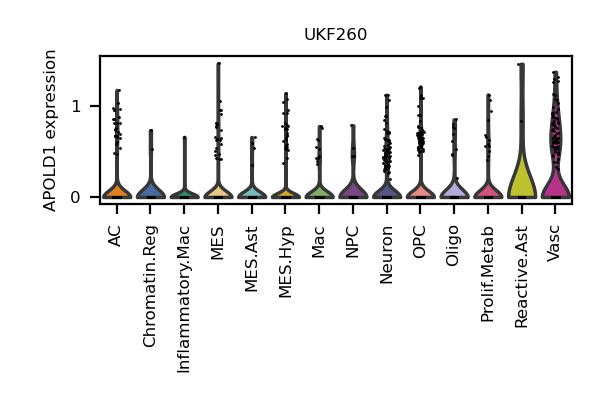 UKF260
APOLD1 expression
1
0
AC
Chromatin.Reg
Inflammatory.Mac
MES
MES.Ast
MES.Hyp
Mac
NPC
Neuron
OPC
Oligo
Prolif.Metab
Reactive.Ast
Vasc